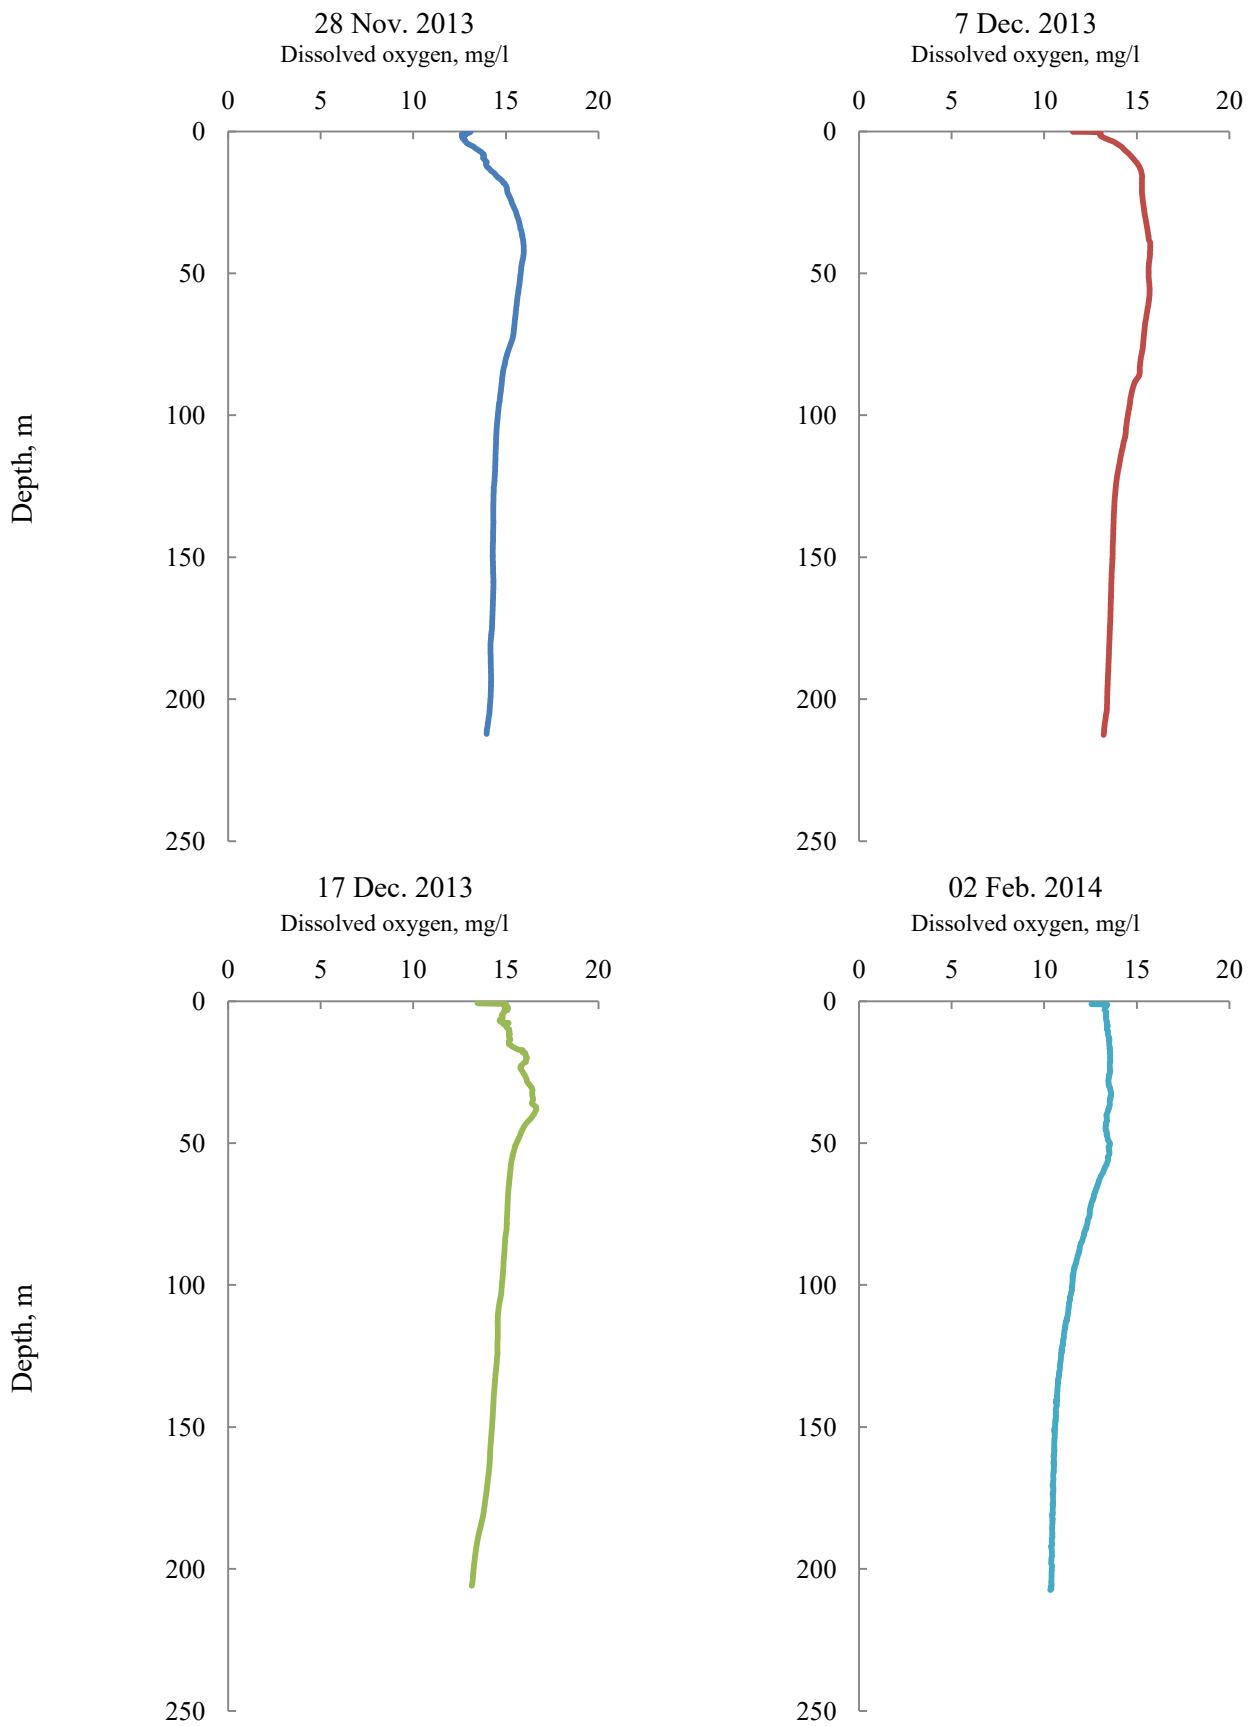 28 Nov. 2013
Dissolved oxygen, mg/l
0 5 10 15 20
0
50
100
150
200
250
Depth, m
7 Dec. 2013
Dissolved oxygen, mg/l
0 5 10 15 20
0
50
100
150
200
250
17 Dec. 2013
Dissolved oxygen, mg/l
0 5 10 15 20
0
50
100
150
200
250
Depth, m
02 Feb. 2014
Dissolved oxygen, mg/l
0 5 10 15 20
0
50
100
150
200
250